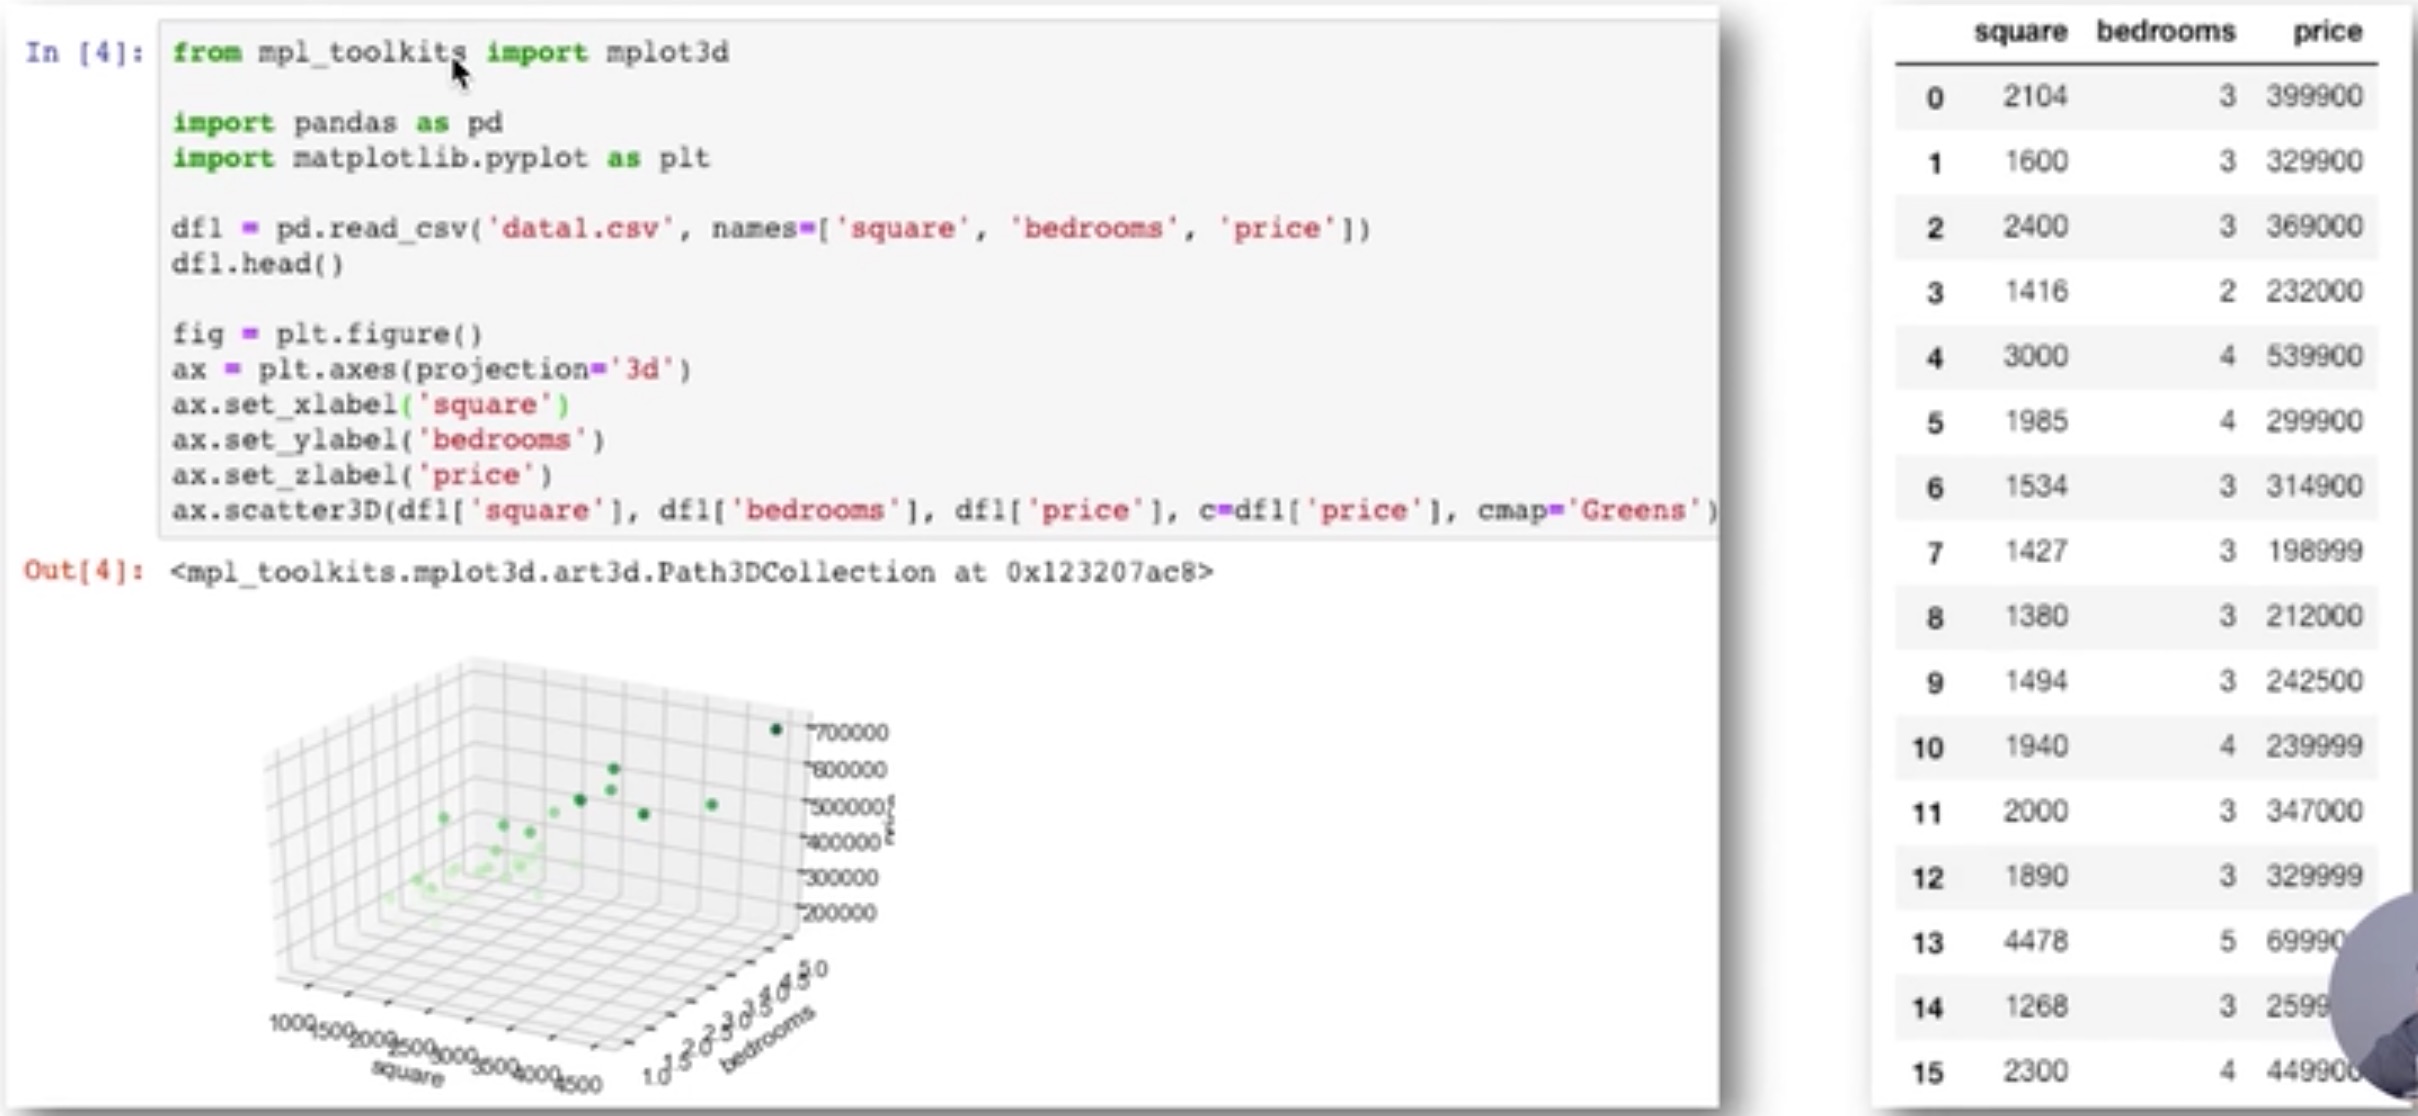 In [4]: from mpl_toolkits import mplot3d
import pandas as pd
import matplotlib.pyplot as plt
df1 = pd.read_csv('data1.csv', names=['square', 'bedrooms', 'price'])
df1.head()
fig = plt.figure()
ax = plt.axes(projection='3d')
ax.set_xlabel('square')
ax.set_ylabel('bedrooms')
ax.set_zlabel('price')
ax.scatter3D(df1['square'], df1['bedrooms'], df1['price'], c=df1['price'], cmap='Greens')
Out[4]: <mpl_toolkits.mplot3d.art3d.Path3DCollection at 0x123207ac8>
700000
600000
500000
400000
300000
200000
1000 1500 2000 2500 3000 3500 4000 4500
square
1.0 1.5 2.0 2.5 3.0 3.5 4.0 4.5 5.0
bedrooms
square bedrooms price
0 2104 3 399900
1 1600 3 329900
2 2400 3 369000
3 1416 2 232000
4 3000 4 539900
5 1985 4 299900
6 1534 3 314900
7 1427 3 198999
8 1380 3 212000
9 1494 3 242500
10 1940 4 239999
11 2000 3 347000
12 1890 3 329999
13 4478 5
14 1268 3
15 2300 4 449900